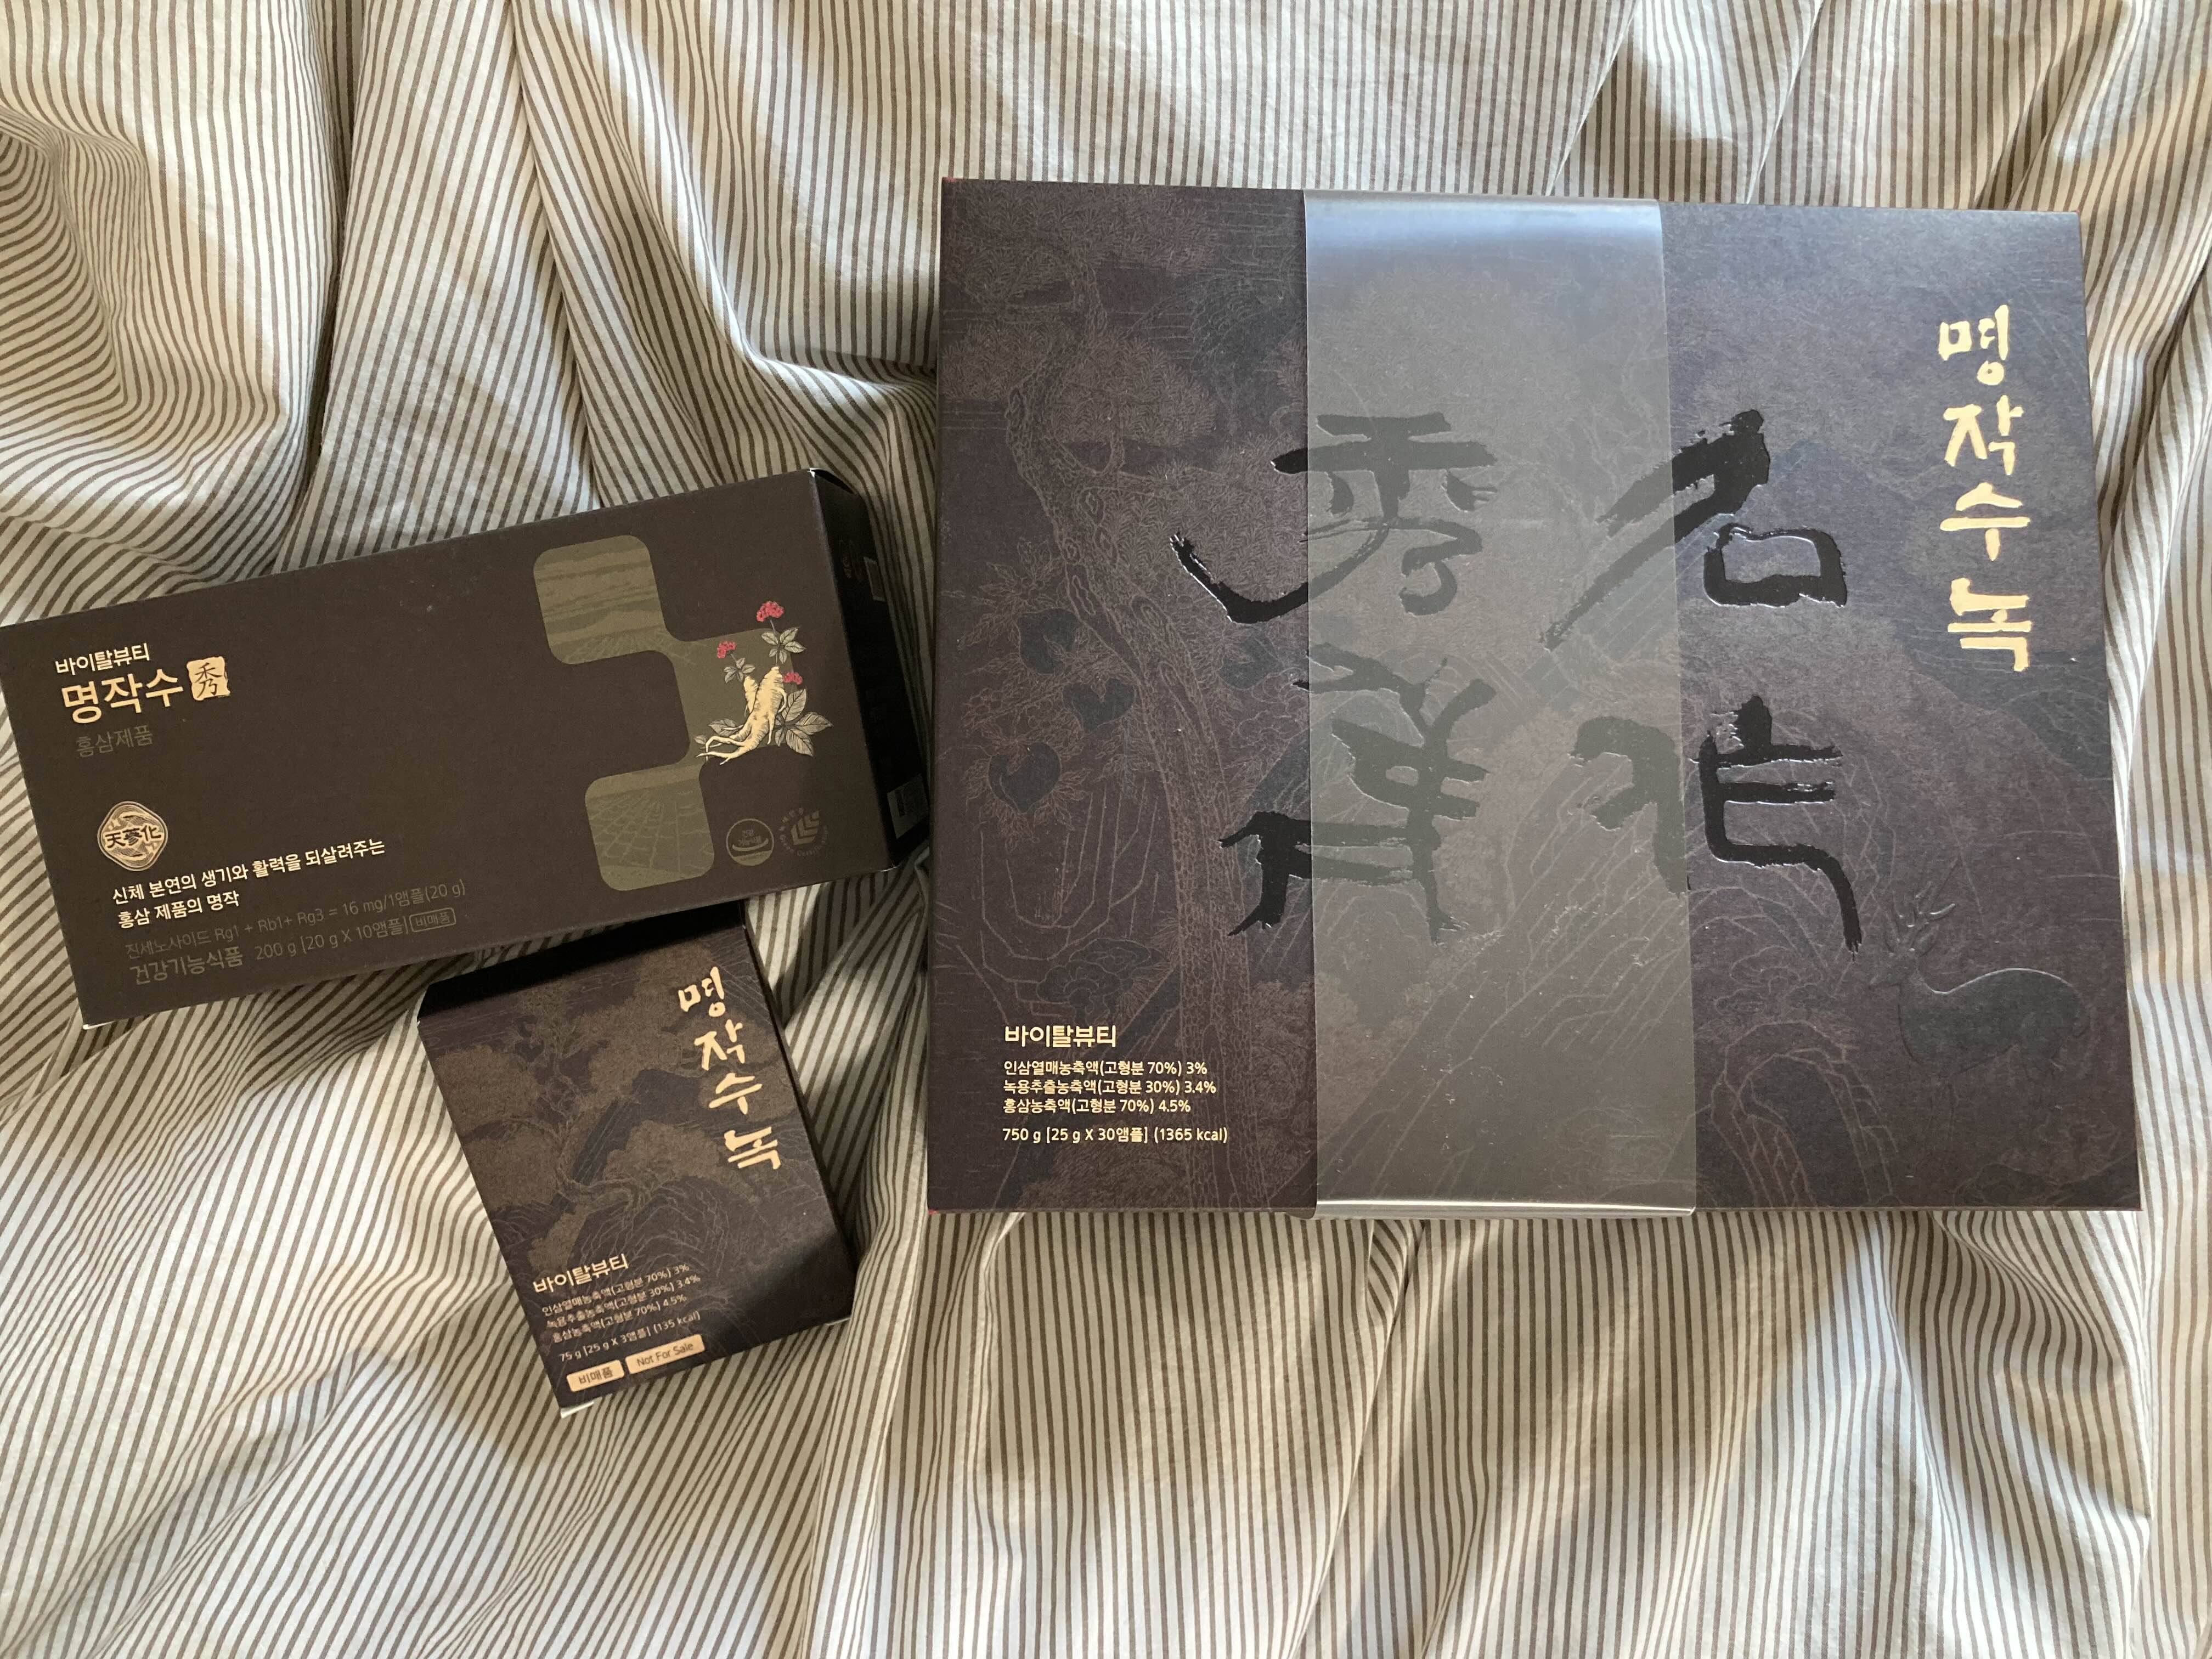 바이탈뷰티
명작수 秀
홍삼제품
天蔘化
신체 본연의 생기와 활력을 되살려주는
홍삼 제품의 명작
진세노사이드 Rg1 + Rb1+ Rg3 = 16 mg/1앰플(20 g)
건강기능식품 200 g [20 g X 10앰플] 비매품
명작수녹
바이탈뷰티
인삼열매농축액(고형분 70%) 3%
녹용추출농축액(고형분 30%) 3.4%
홍삼농축액(고형분 70%) 4.5%
75 g [25 g X 3앰플] (135 kcal)
비매품 Not For Sale
명작수녹
名作
秀
바이탈뷰티
인삼열매농축액(고형분 70%) 3%
녹용추출농축액(고형분 30%) 3.4%
홍삼농축액(고형분 70%) 4.5%
750 g [25 g X 30앰플] (1365 kcal)